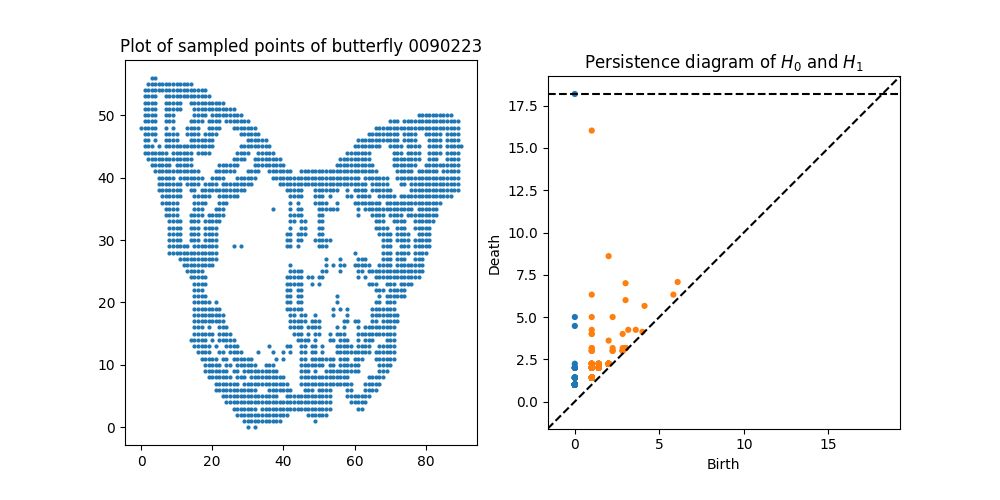 Plot of sampled points of butterfly 0090223
50
40
30
20
10
0
0 20 40 60 80
Persistence diagram of H₀ and H₁
17.5
15.0
12.5
10.0
7.5
5.0
2.5
0.0
Death
0 5 10 15
Birth